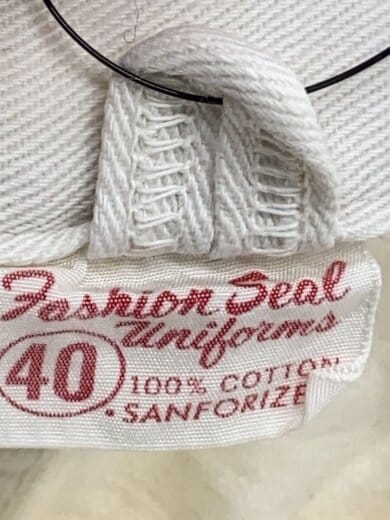 Fashion Seal
Uniforms
40
100% COTTON
• SANFORIZE